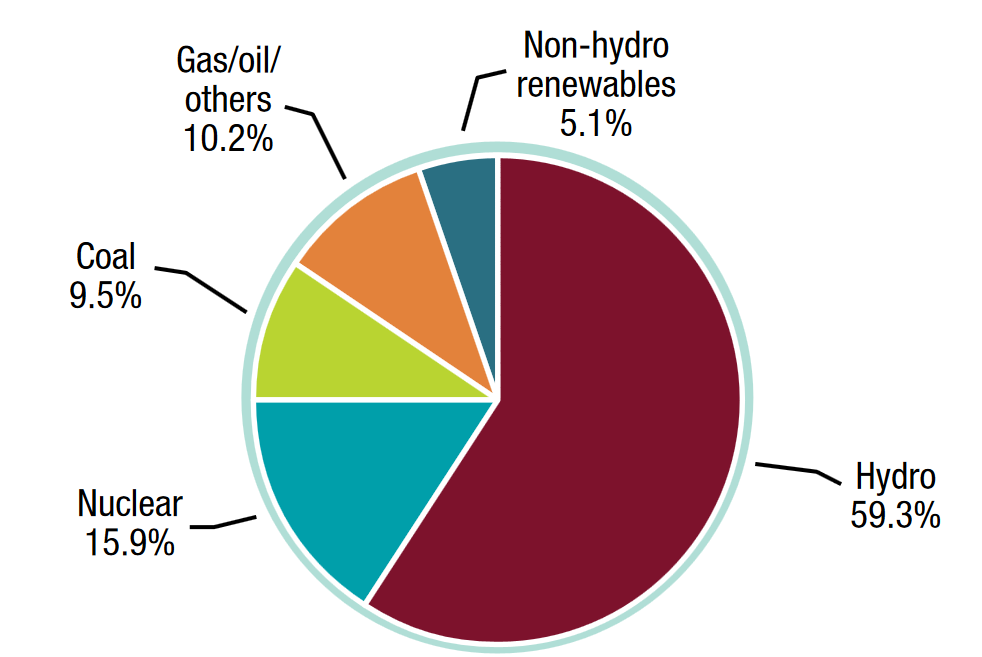 Non-hydro
renewables
5.1%
Gas/oil/
others
10.2%
Coal
9.5%
Nuclear
15.9%
Hydro
59.3%